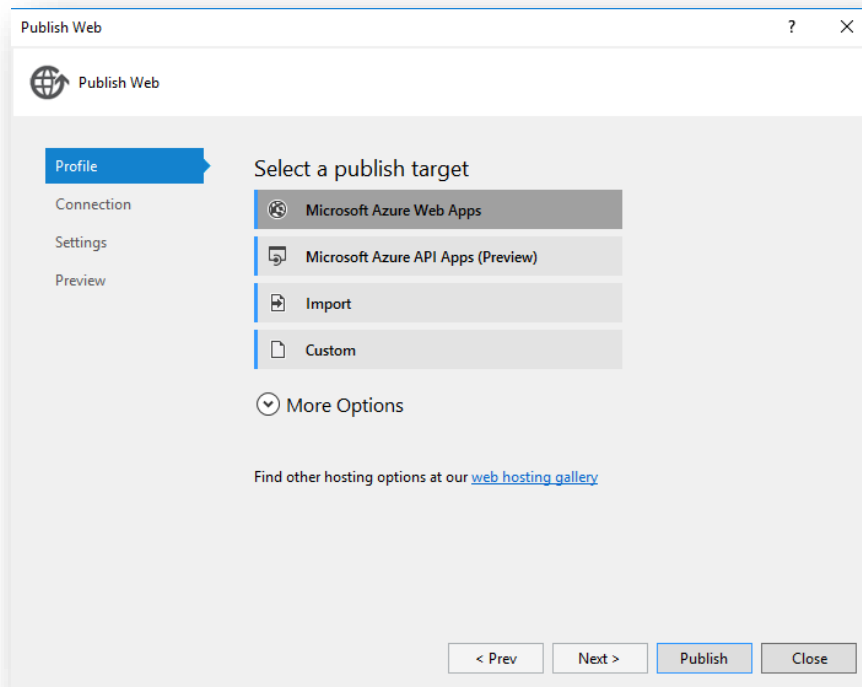 Publish Web
?
Publish Web
Profile
Connection
Settings
Preview
Select a publish target
Microsoft Azure Web Apps
Microsoft Azure API Apps (Preview)
Import
Custom
More Options
Find other hosting options at our web hosting gallery
< Prev
Next >
Publish
Close